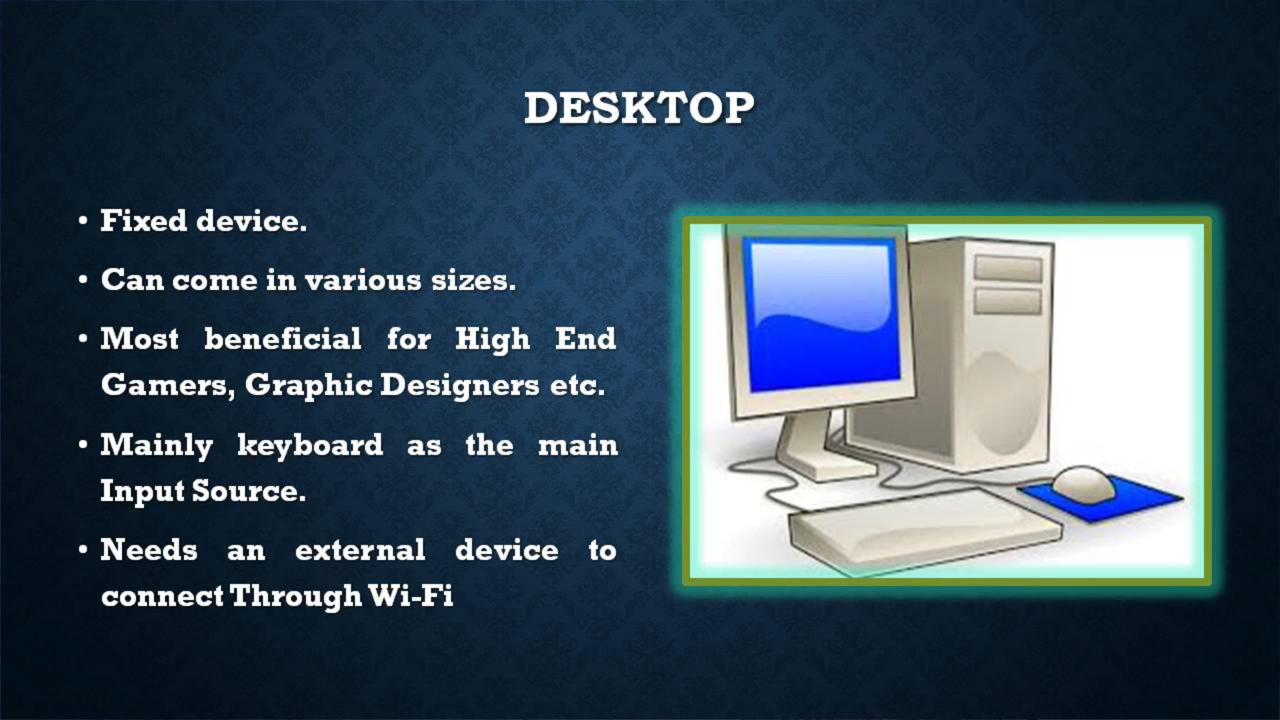 DESKTOP
• Fixed device.
• Can come in various sizes.
• Most beneficial for High End
Gamers, Graphic Designers etc.
• Mainly keyboard as the main
Input Source.
• Needs an external device to
connect Through Wi-Fi